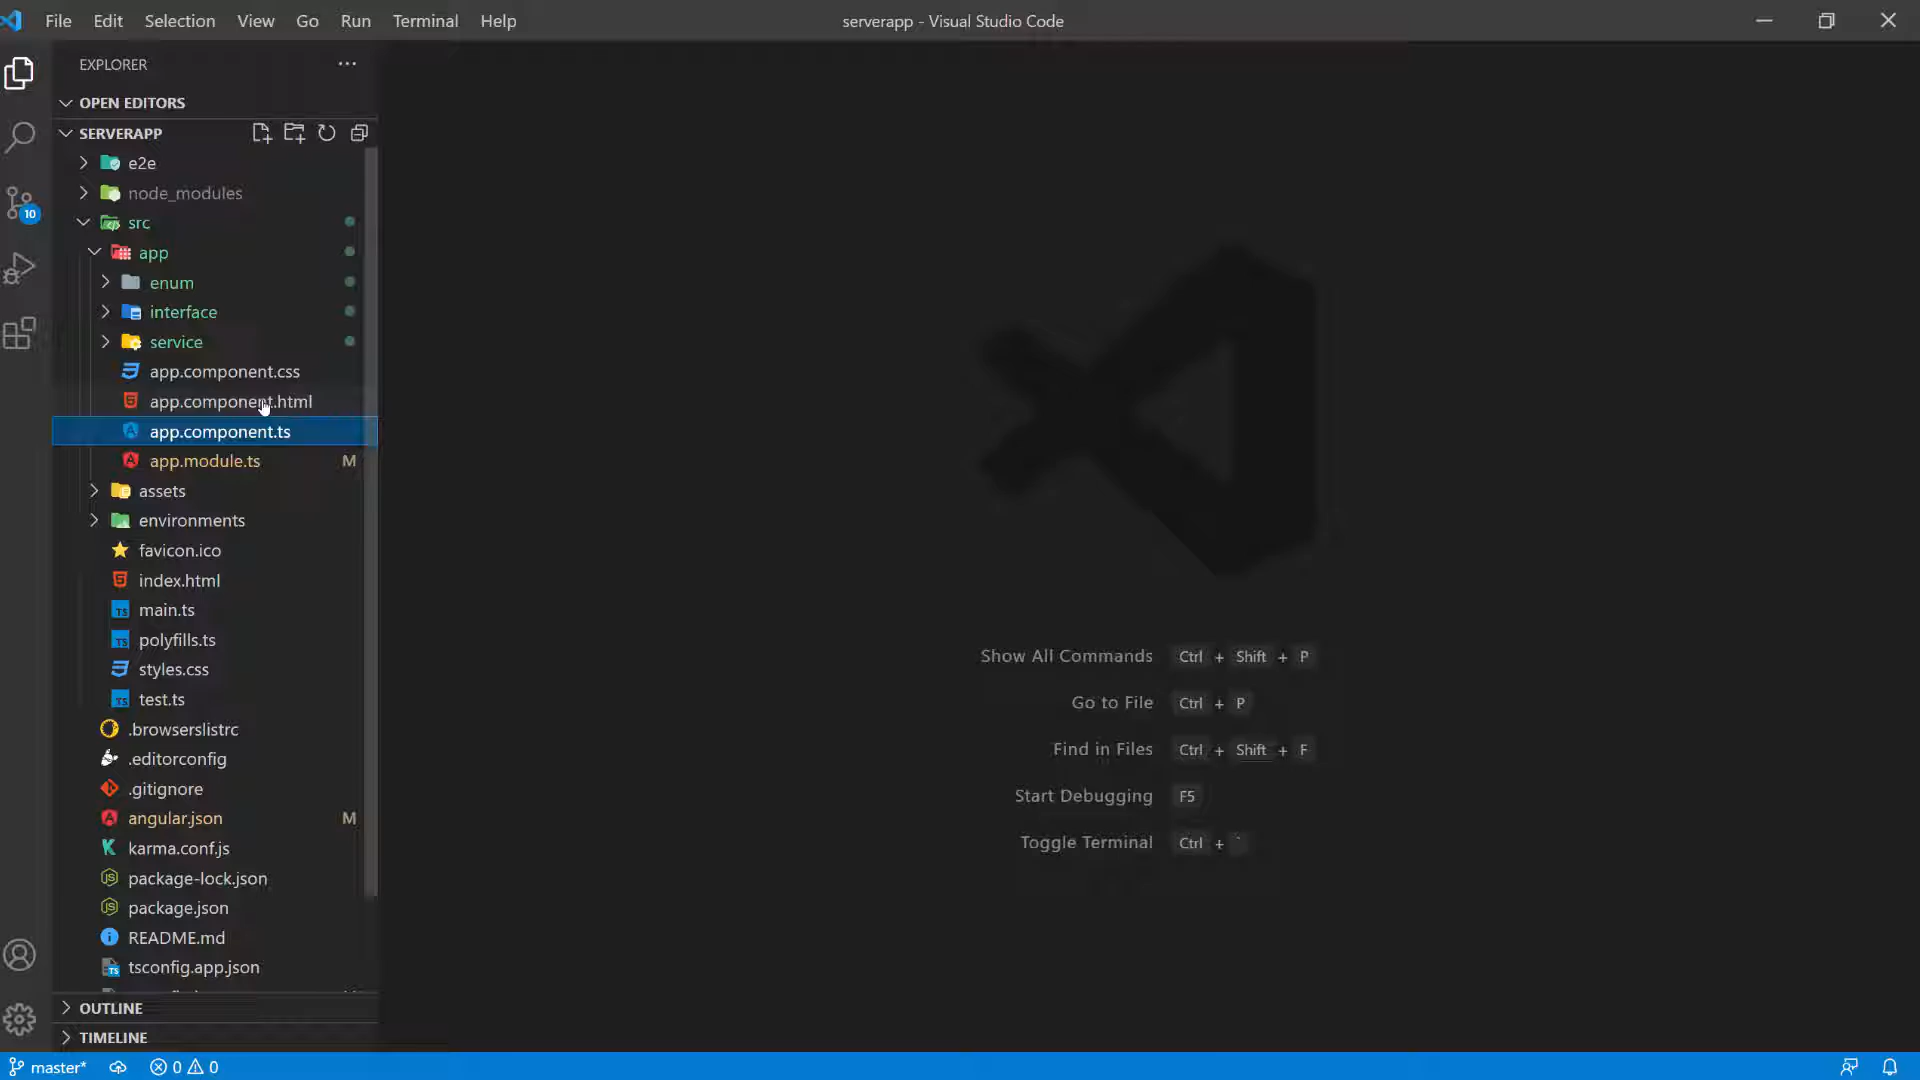 File Edit Selection View Go Run Terminal Help
serverapp - Visual Studio Code
EXPLORER
OPEN EDITORS
SERVERAPP
e2e
node_modules
src
app
enum
interface
service
app.component.css
app.component.html
app.component.ts
app.module.ts M
assets
environments
favicon.ico
index.html
main.ts
polyfills.ts
styles.css
test.ts
.browserslistrc
.editorconfig
.gitignore
angular.json M
karma.conf.js
package-lock.json
package.json
README.md
tsconfig.app.json
OUTLINE
TIMELINE
10
Show All Commands Ctrl + Shift + P
Go to File Ctrl + P
Find in Files Ctrl + Shift + F
Start Debugging F5
Toggle Terminal Ctrl + `
master* 0 0